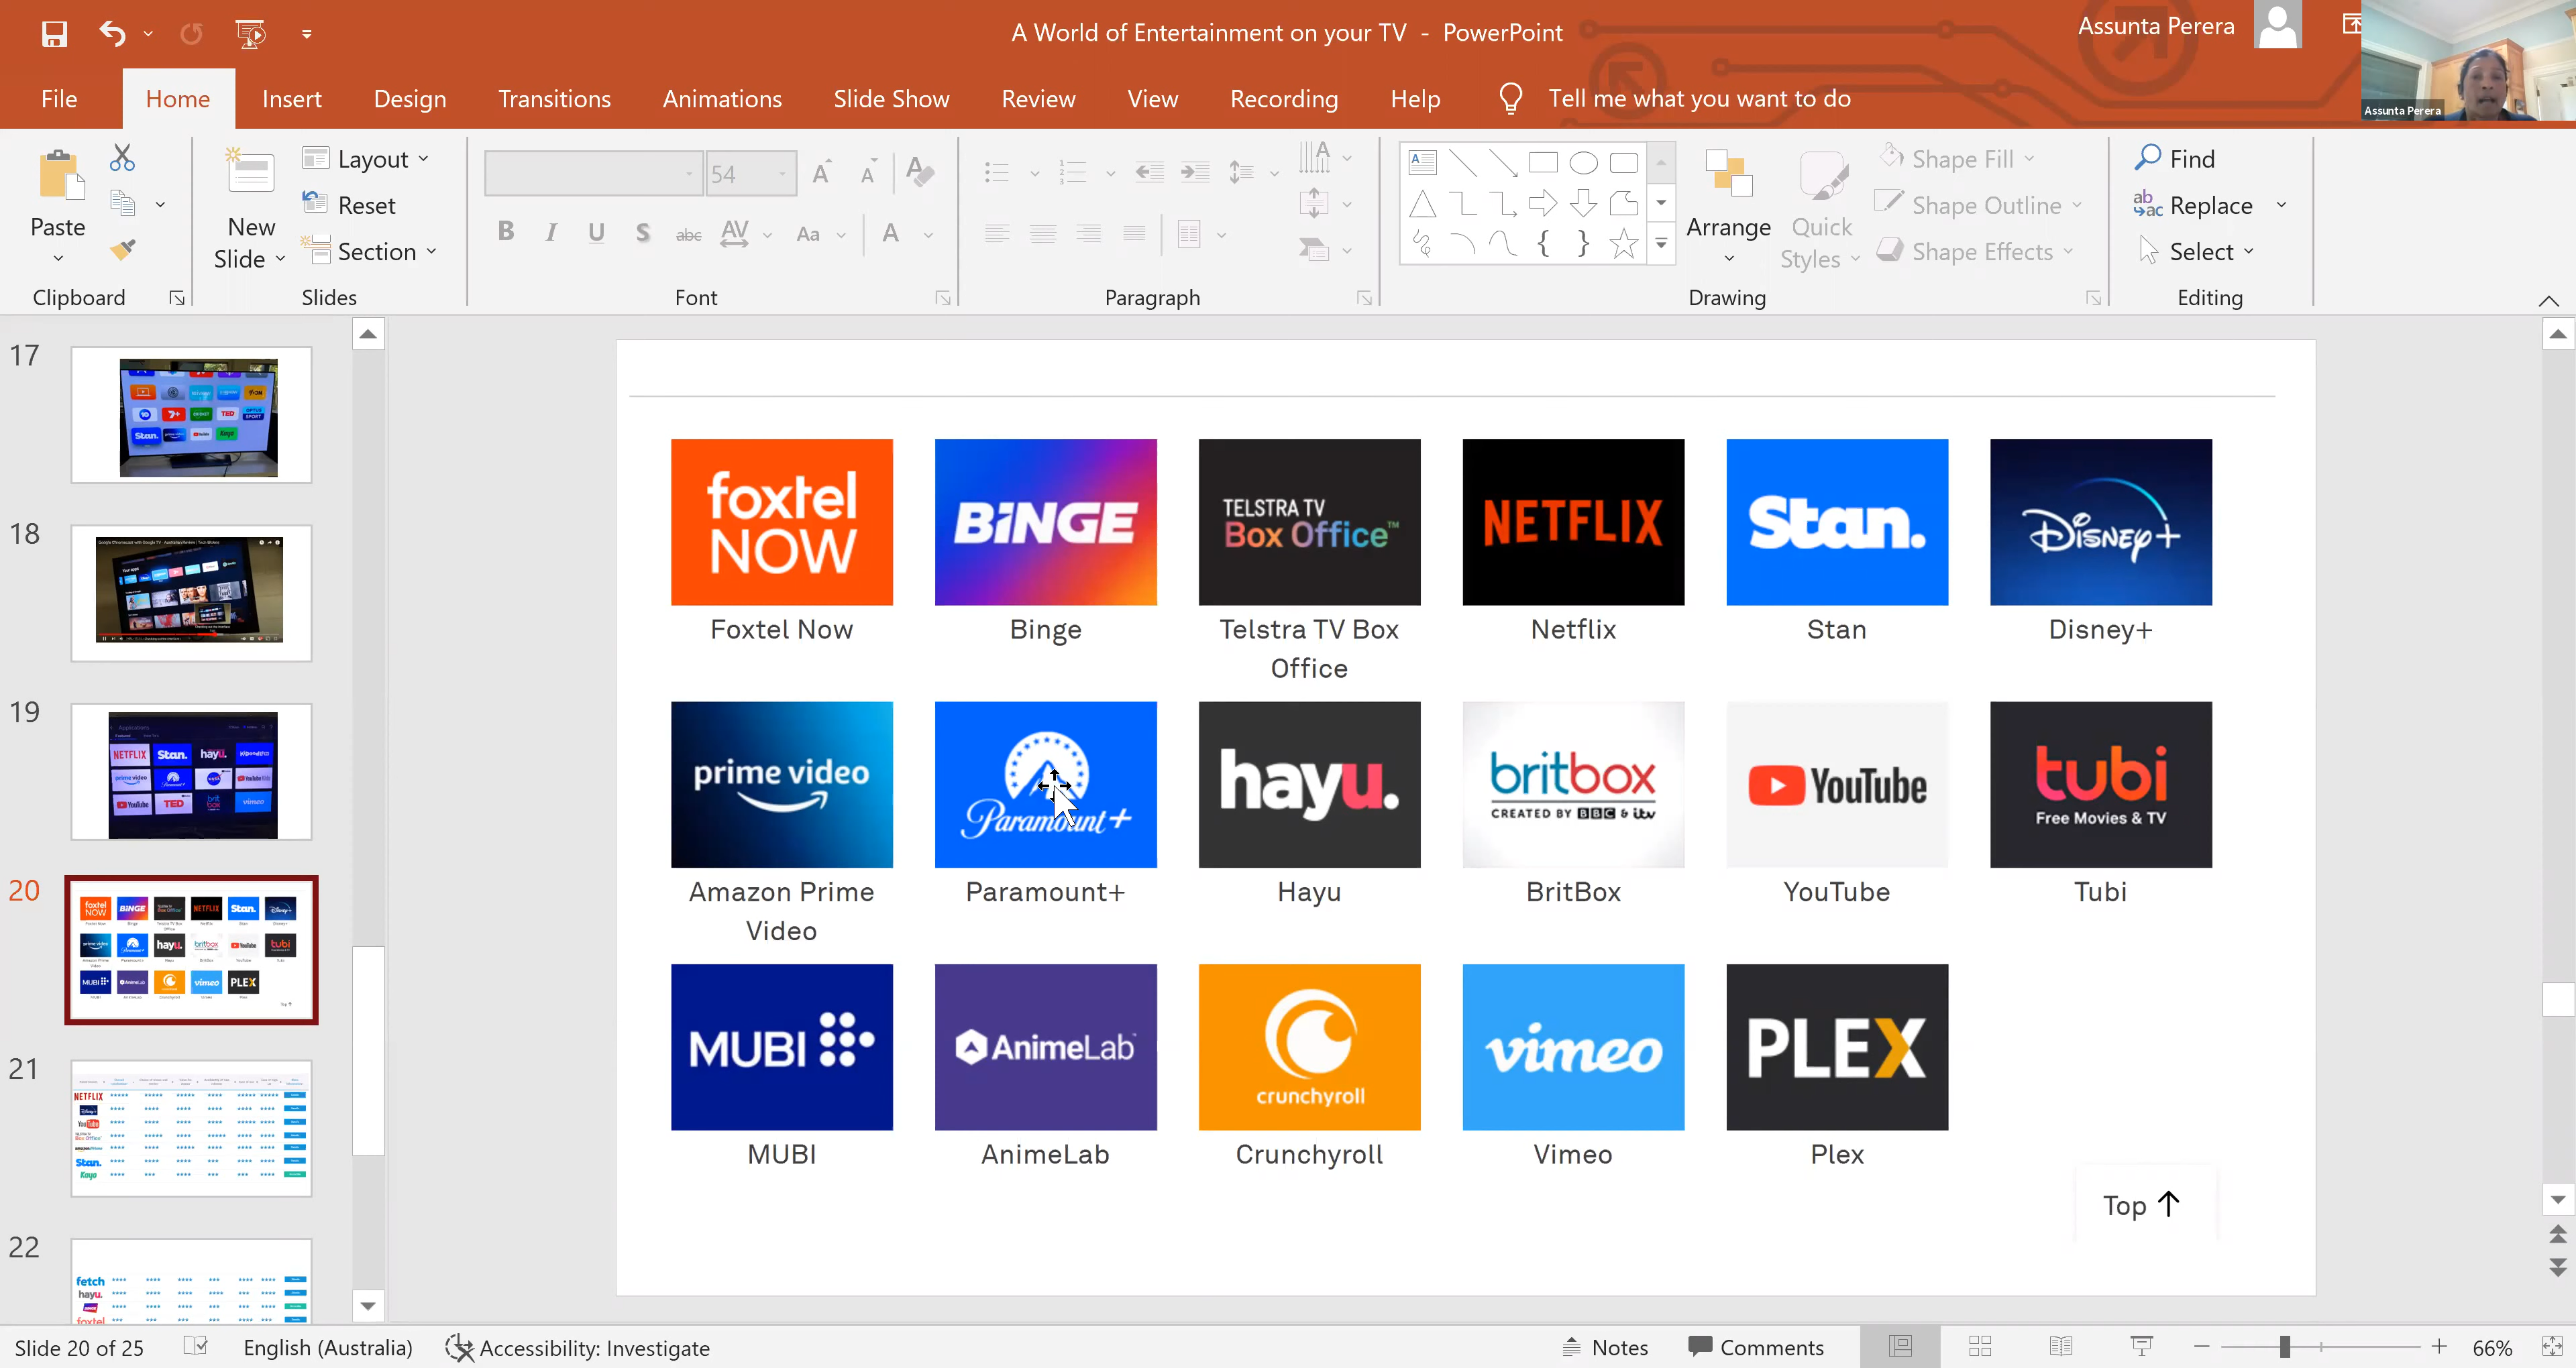 A World of Entertainment on your TV - PowerPoint
Assunta Perera
Assunta Perera
File Home Insert Design Transitions Animations Slide Show Review View Recording Help Tell me what you want to do
Paste
Clipboard
New Slide
Layout
Reset
Section
Slides
54
B I U S abc AV Aa A
Font
Paragraph
Arrange
Quick Styles
Shape Fill
Shape Outline
Shape Effects
Drawing
Find
Replace
Select
Editing
17
18
19
20
21
22
foxtel NOW
BiNGE
TELSTRA TV Box Office™
NETFLIX
Stan.
Disney+
Foxtel Now
Binge
Telstra TV Box Office
Netflix
Stan
Disney+
prime video
Paramount+
hayu.
britbox
CREATED BY BBC & itv
YouTube
tubi
Free Movies & TV
Amazon Prime Video
Paramount+
Hayu
BritBox
YouTube
Tubi
MUBI
AnimeLab
crunchyroll
vimeo
PLEX
MUBI
AnimeLab
Crunchyroll
Vimeo
Plex
Top ↑
Slide 20 of 25
English (Australia)
Accessibility: Investigate
Notes
Comments
66%